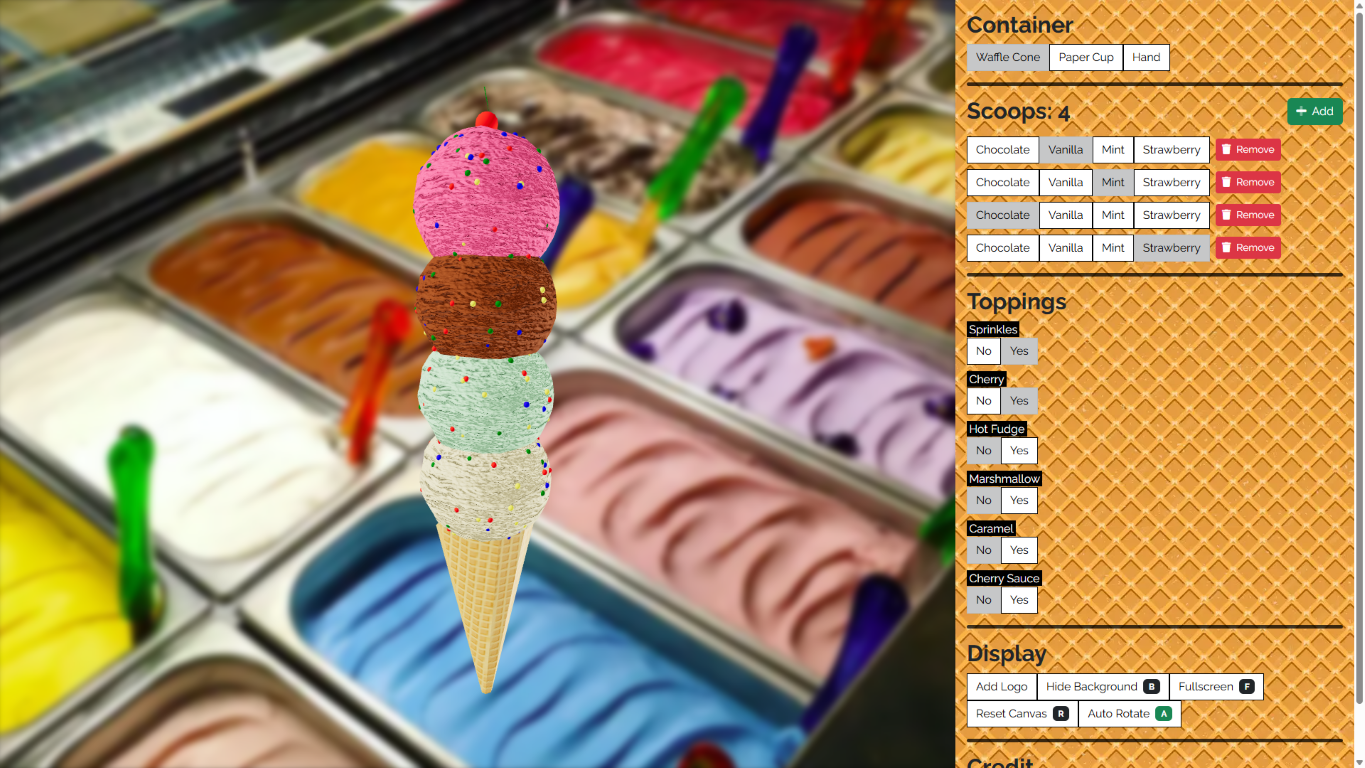 Container
Waffle Cone Paper Cup Hand
Scoops: 4 Add
Chocolate Vanilla Mint Strawberry Remove
Chocolate Vanilla Mint Strawberry Remove
Chocolate Vanilla Mint Strawberry Remove
Chocolate Vanilla Mint Strawberry Remove
Toppings
Sprinkles
No Yes
Cherry
No Yes
Hot Fudge
No Yes
Marshmallow
No Yes
Caramel
No Yes
Cherry Sauce
No Yes
Display
Add Logo Hide Background B Fullscreen F
Reset Canvas R Auto Rotate A
Credit